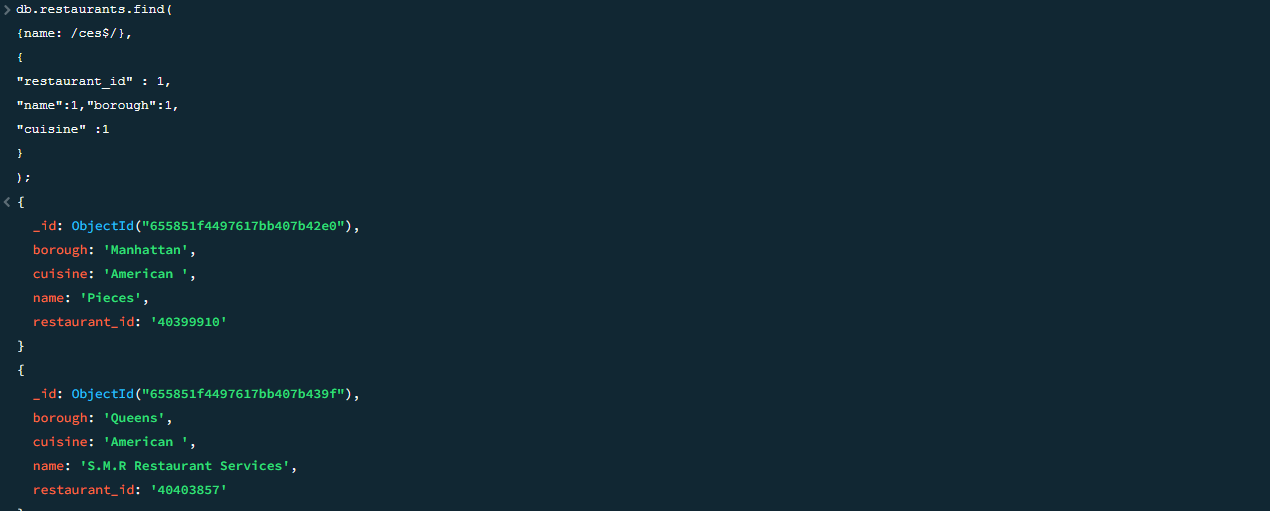 db.restaurants.find(
{name: /ces$/},
{
"restaurant_id" : 1,
"name":1,"borough":1,
"cuisine" :1
}
);
{
_id: ObjectId("655851f4497617bb407b42e0"),
borough: 'Manhattan',
cuisine: 'American ',
name: 'Pieces',
restaurant_id: '40399910'
}
{
_id: ObjectId("655851f4497617bb407b439f"),
borough: 'Queens',
cuisine: 'American ',
name: 'S.M.R Restaurant Services',
restaurant_id: '40403857'
}